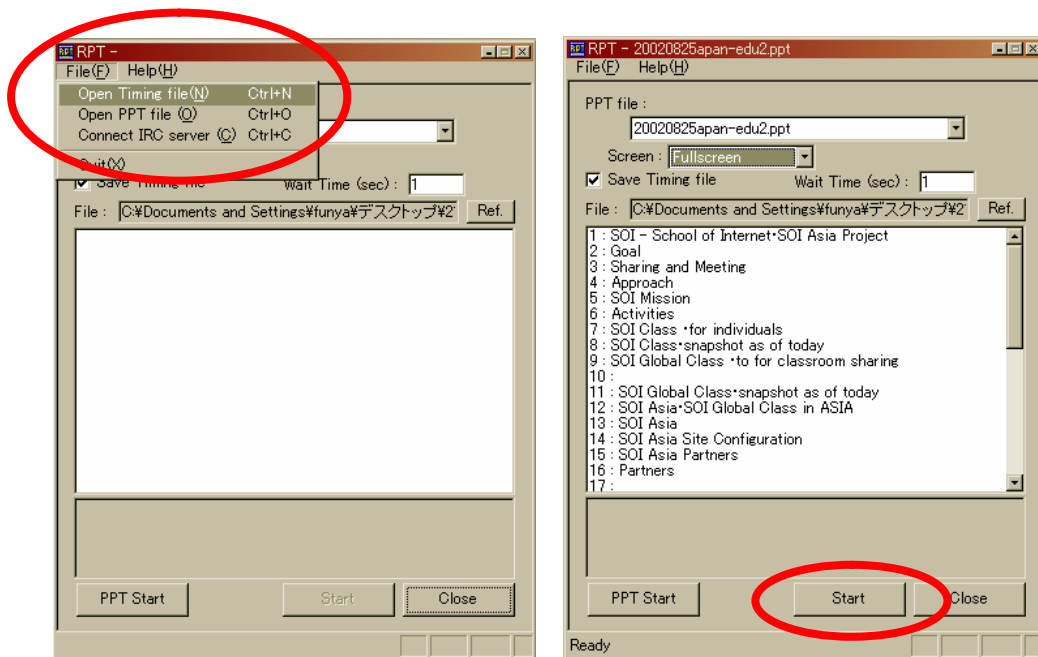 RPT -
File(F) Help(H)
Open Timing file(N) Ctrl+N
Open PPT file (O) Ctrl+O
Connect IRC server (C) Ctrl+C
Quit(X)
Save Timing file Wait Time (sec) : 1
File : C:¥Documents and Settings¥funya¥デスクトップ¥2 Ref.
PPT Start Start Close
RPT - 20020825apan-edu2.ppt
File(F) Help(H)
PPT file :
20020825apan-edu2.ppt
Screen : Fullscreen
Save Timing file Wait Time (sec) : 1
File : C:¥Documents and Settings¥funya¥デスクトップ¥2 Ref.
1 : SOI - School of Internet・SOI Asia Project
2 : Goal
3 : Sharing and Meeting
4 : Approach
5 : SOI Mission
6 : Activities
7 : SOI Class ・for individuals
8 : SOI Class・snapshot as of today
9 : SOI Global Class ・to for classroom sharing
10 :
11 : SOI Global Class・snapshot as of today
12 : SOI Asia・SOI Global Class in ASIA
13 : SOI Asia
14 : SOI Asia Site Configuration
15 : SOI Asia Partners
16 : Partners
17 :
PPT Start Start Close
Ready